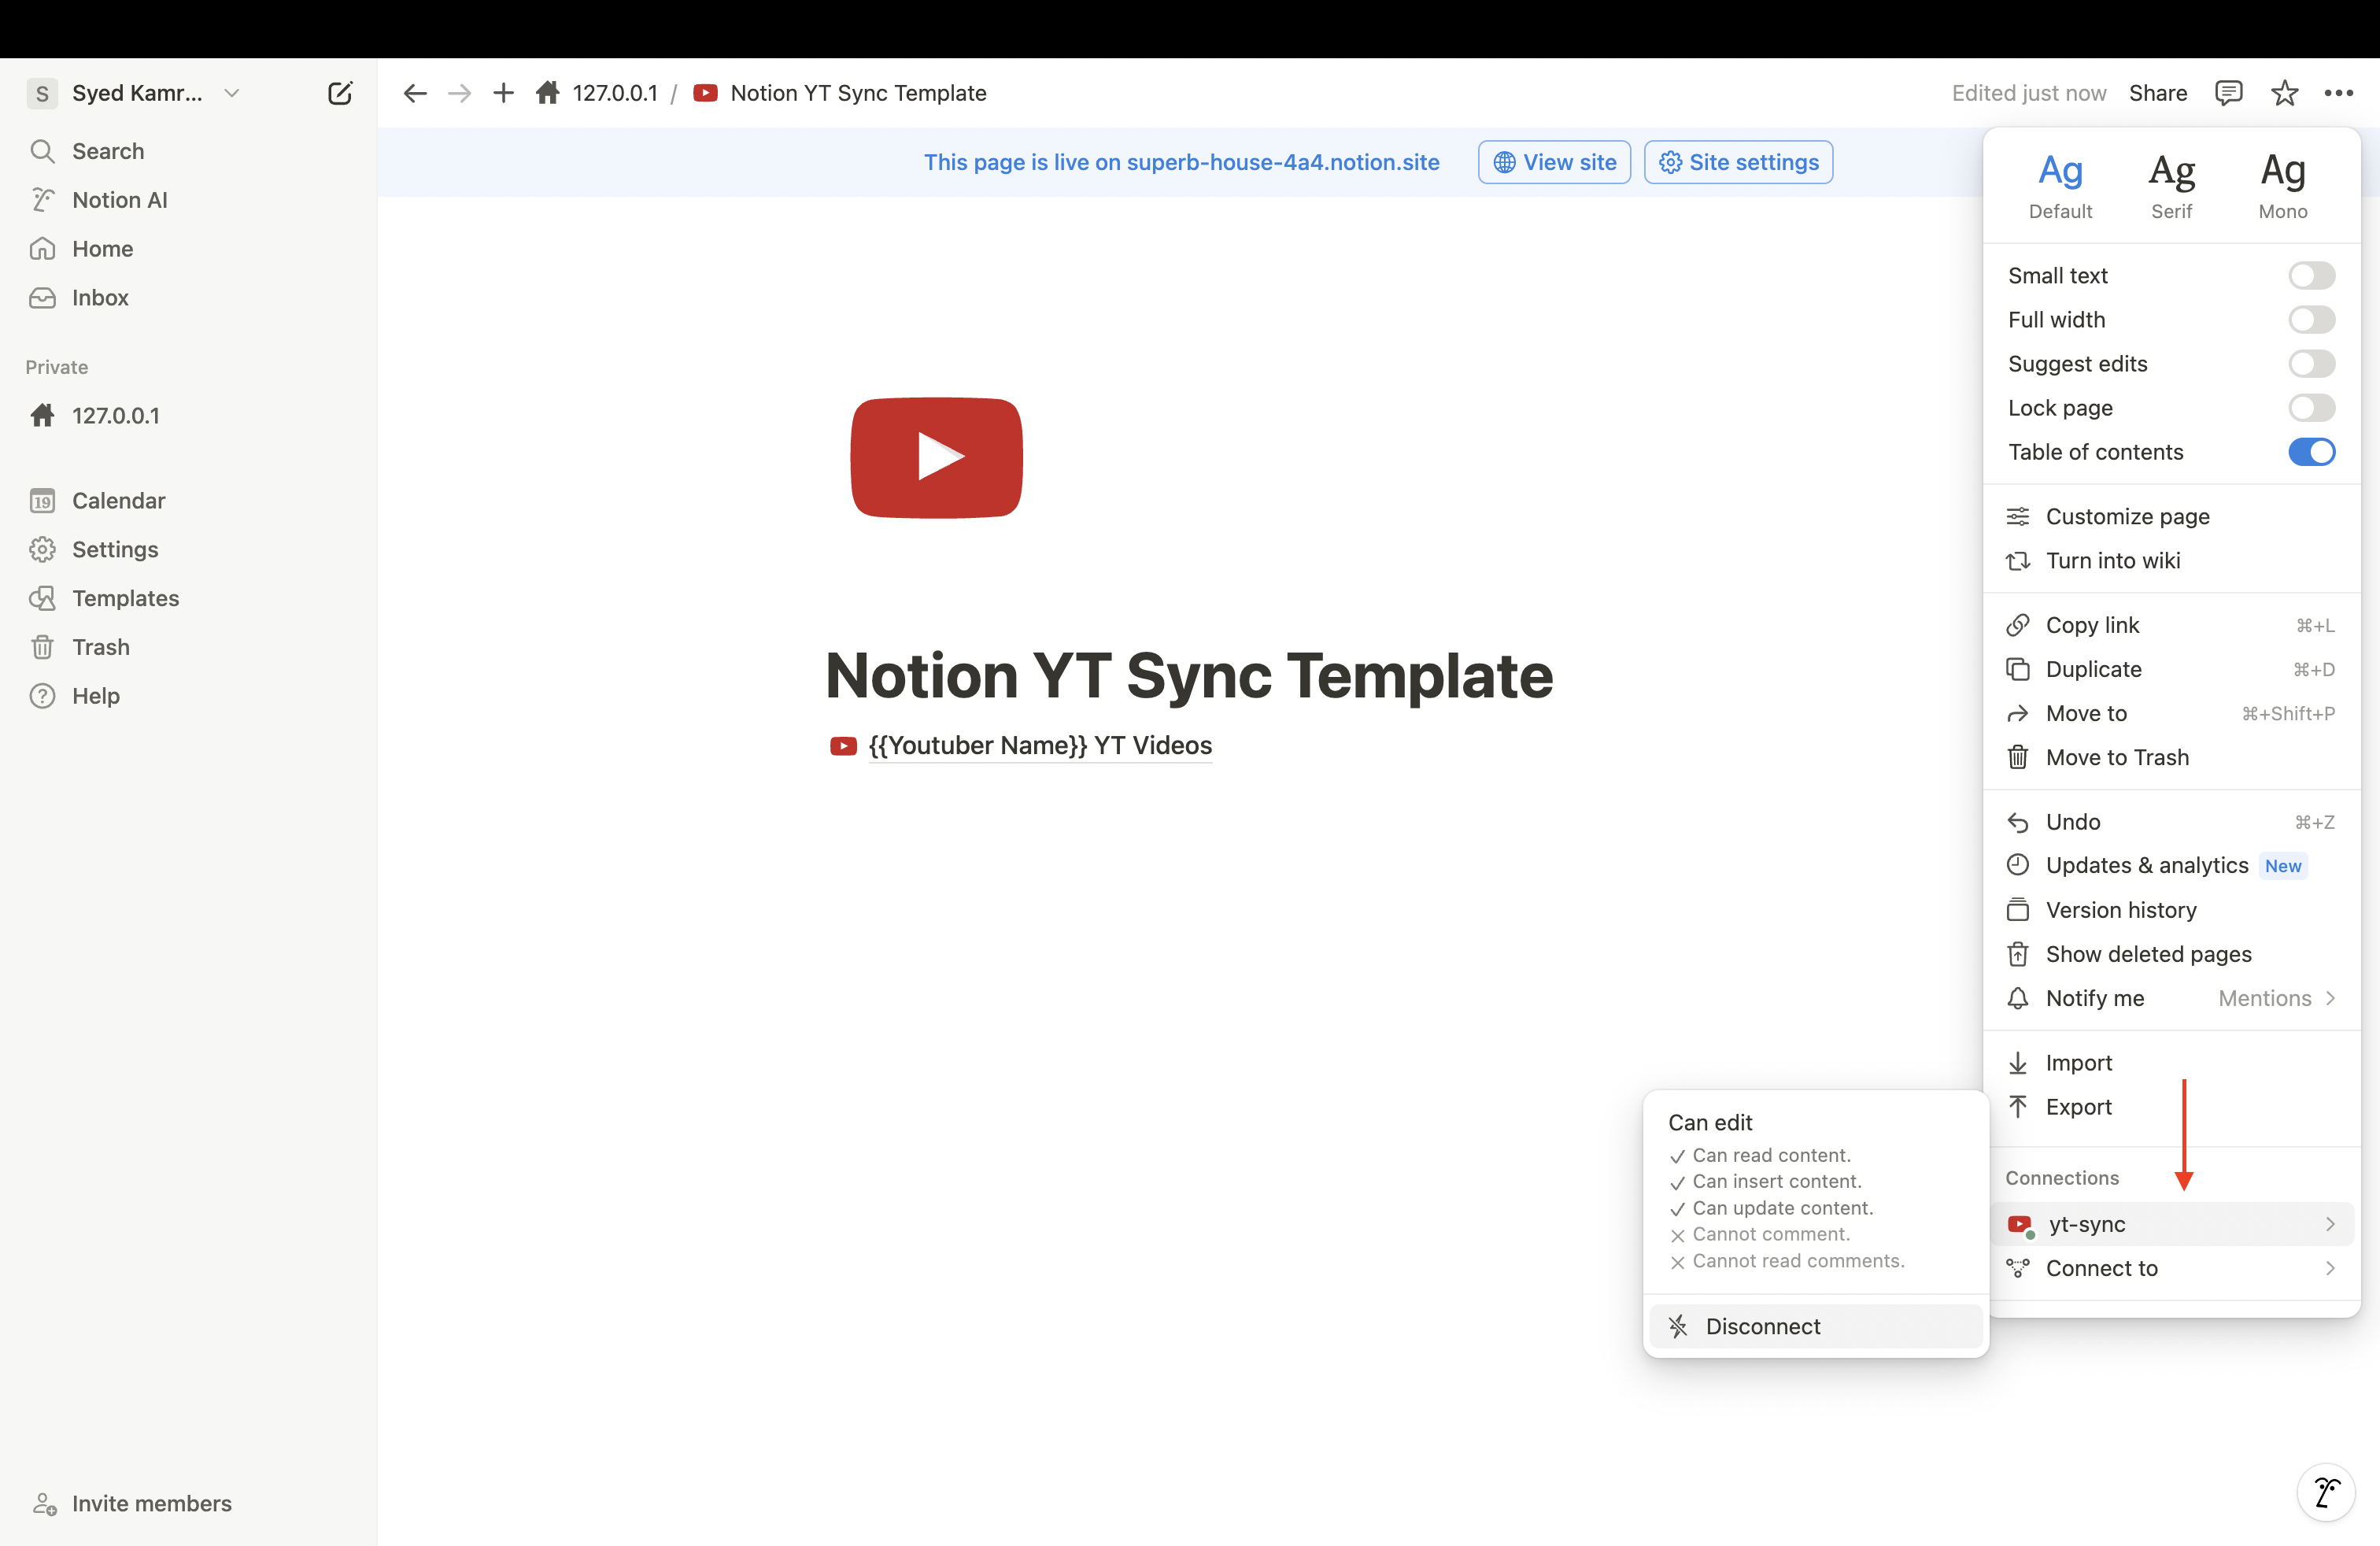 S Syed Kamr...
Search
Notion AI
Home
Inbox
Private
127.0.0.1
19 Calendar
Settings
Templates
Trash
Help
Invite members
127.0.0.1 / Notion YT Sync Template
Edited just now Share
This page is live on superb-house-4a4.notion.site View site Site settings
Notion YT Sync Template
{{Youtuber Name}} YT Videos
Ag Ag Ag
Default Serif Mono
Small text
Full width
Suggest edits
Lock page
Table of contents
Customize page
Turn into wiki
Copy link ⌘+L
Duplicate ⌘+D
Move to ⌘+Shift+P
Move to Trash
Undo ⌘+Z
Updates & analytics New
Version history
Show deleted pages
Notify me Mentions
Import
Export
Connections
yt-sync
Connect to
Can edit
Can read content.
Can insert content.
Can update content.
Cannot comment.
Cannot read comments.
Disconnect